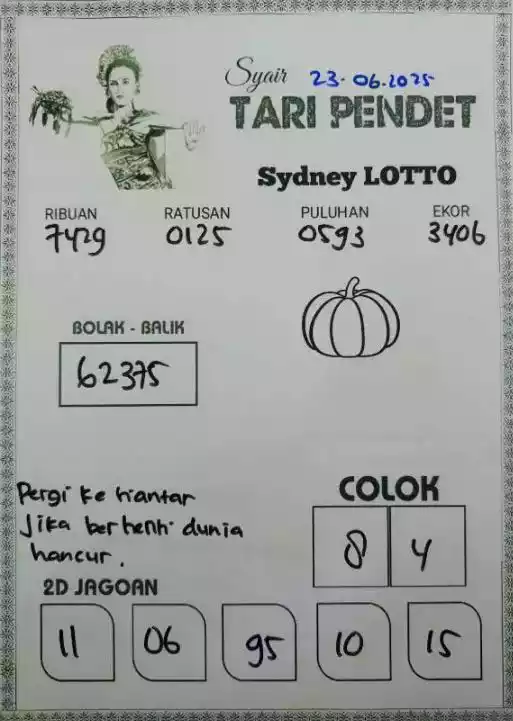 Syair 23.06.2025
TARI PENDET
Sydney LOTTO
RIBUAN RATUSAN PULUHAN EKOR
7429 0125 0593 3406
BOLAK - BALIK
62375
Pergi ke hantar
Jika berhenti dunia
hancur.
COLOK
8 4
2D JAGOAN
11 06 95 10 15